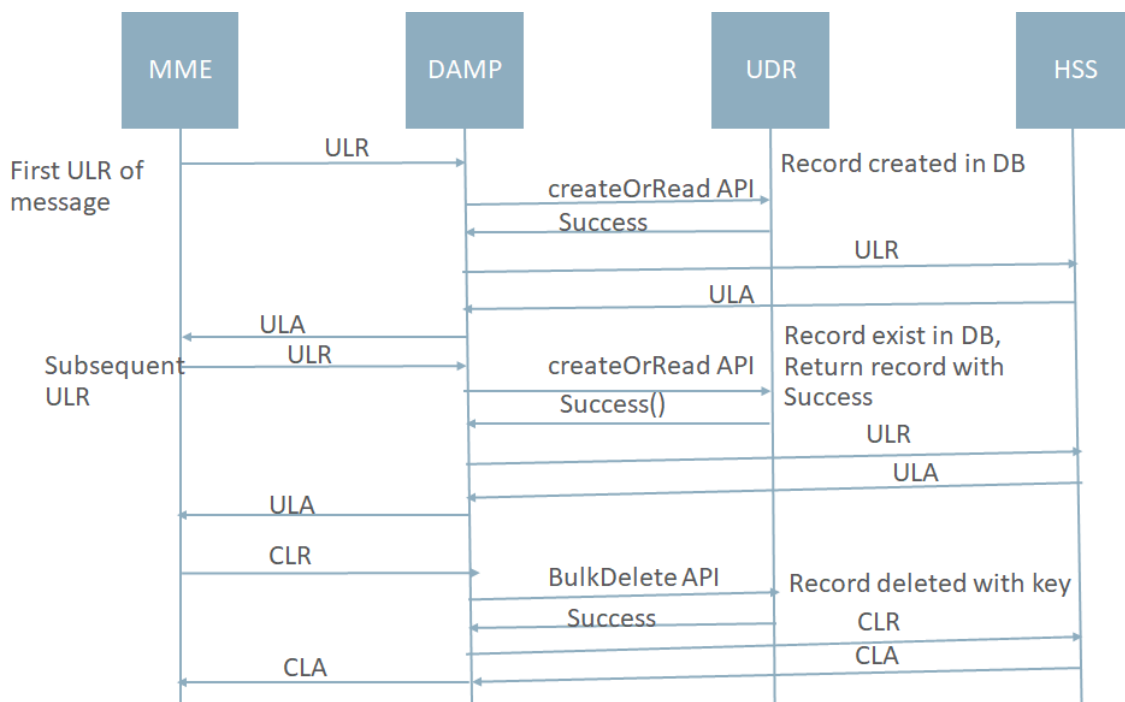 MME
DAMP
UDR
HSS
ULR
First ULR of
message
Record created in DB
createOrRead API
Success
ULR
ULA
ULA
Subsequent
ULR
ULR
Record exist in DB,
Return record with
Success
createOrRead API
Success()
ULR
ULA
ULA
CLR
BulkDelete API
Record deleted with key
Success
CLR
CLA
CLA